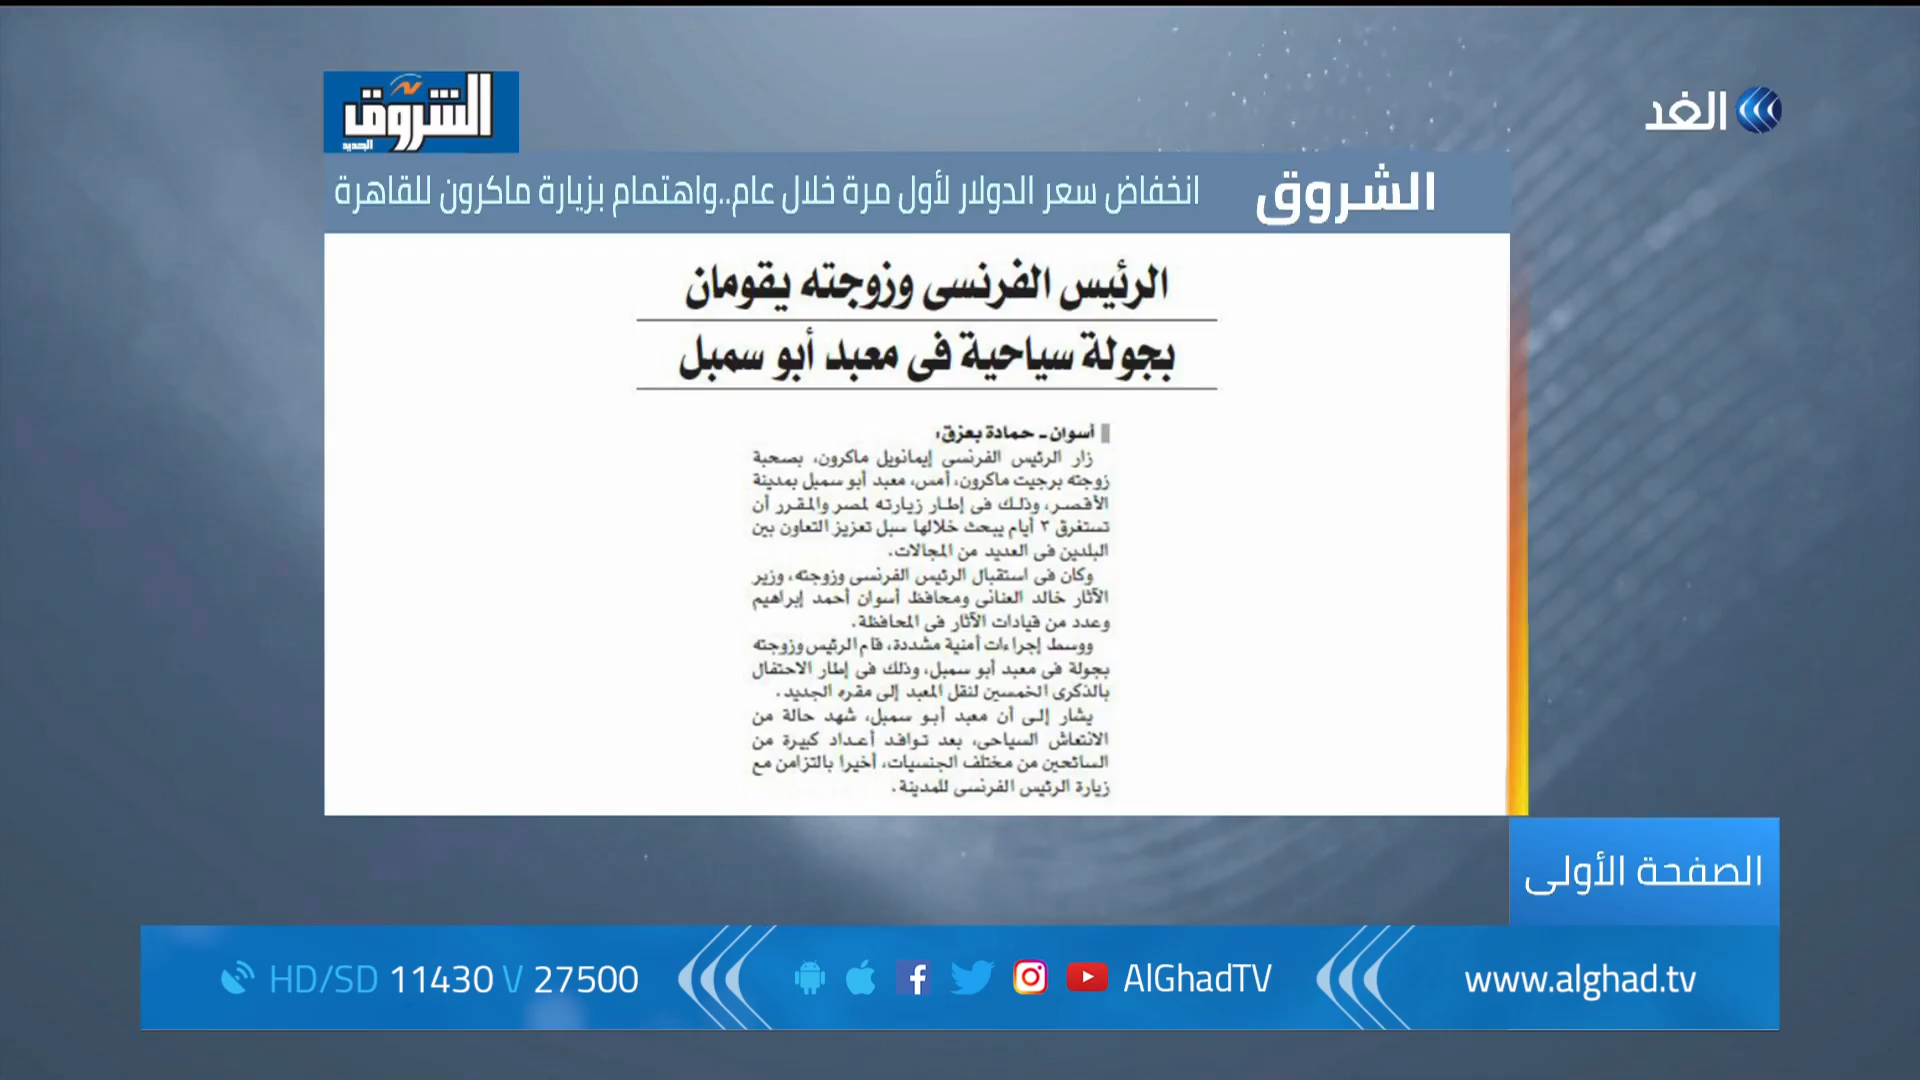 الشروق
الجديد
الغد
الشروق
انخفاض سعر الدولار لأول مرة خلال عام..واهتمام بزيارة ماكرون للقاهرة
الرئيس الفرنسى وزوجته يقومان
بجولة سياحية فى معبد أبو سمبل
أسوان ـ حمادة بعزق:
زار الرئيس الفرنسى إيمانويل ماكرون، بصحبة
زوجته برجيت ماكرون، أمس، معبد أبو سمبل بمدينة
الأقصر، وذلك فى إطار زيارته لمصر والمقرر أن
تستغرق ٣ أيام يبحث خلالها سبل تعزيز التعاون بين
البلدين فى العديد من المجالات.
وكان فى استقبال الرئيس الفرنسى وزوجته، وزير
الآثار خالد العنانى ومحافظ أسوان أحمد إبراهيم
وعدد من قيادات الآثار فى المحافظة.
ووسط إجراءات أمنية مشددة، قام الرئيس وزوجته
بجولة فى معبد أبو سمبل، وذلك فى إطار الاحتفال
بالذكرى الخمسين لنقل المعبد إلى مقره الجديد.
يشار إلى أن معبد أبو سمبل، شهد حالة من
الانتعاش السياحى، بعد توافد أعداد كبيرة من
السائحين من مختلف الجنسيات، أخيرا بالتزامن مع
زيارة الرئيس الفرنسى للمدينة.
الصفحة الأولى
HD/SD 11430 V 27500
AlGhadTV
www.alghad.tv